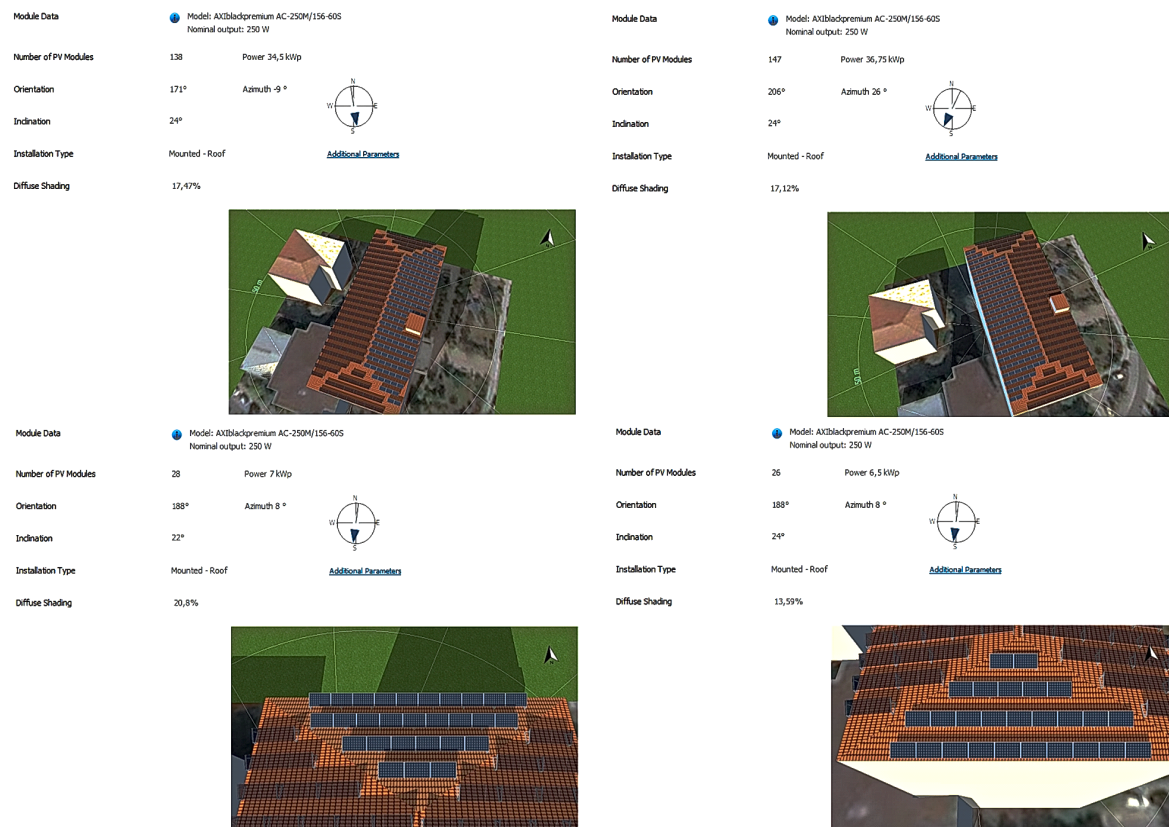 Module Data
Model: AXIblackpremium AC-250M/156-60S
Nominal output: 250 W
Number of PV Modules 138 Power 34,5 kWp
Orientation 171° Azimuth -9 °
N
W E
S
Inclination 24°
Installation Type Mounted - Roof Additional Parameters
Diffuse Shading 17,47%
50 m
Module Data
Model: AXIblackpremium AC-250M/156-60S
Nominal output: 250 W
Number of PV Modules 147 Power 36,75 kWp
Orientation 206° Azimuth 26 °
N
W E
S
Inclination 24°
Installation Type Mounted - Roof Additional Parameters
Diffuse Shading 17,12%
50 m
Module Data
Model: AXIblackpremium AC-250M/156-60S
Nominal output: 250 W
Number of PV Modules 28 Power 7 kWp
Orientation 188° Azimuth 8 °
N
W E
S
Inclination 22°
Installation Type Mounted - Roof Additional Parameters
Diffuse Shading 20,8%
Module Data
Model: AXIblackpremium AC-250M/156-60S
Nominal output: 250 W
Number of PV Modules 26 Power 6,5 kWp
Orientation 188° Azimuth 8 °
N
W E
S
Inclination 24°
Installation Type Mounted - Roof Additional Parameters
Diffuse Shading 13,59%